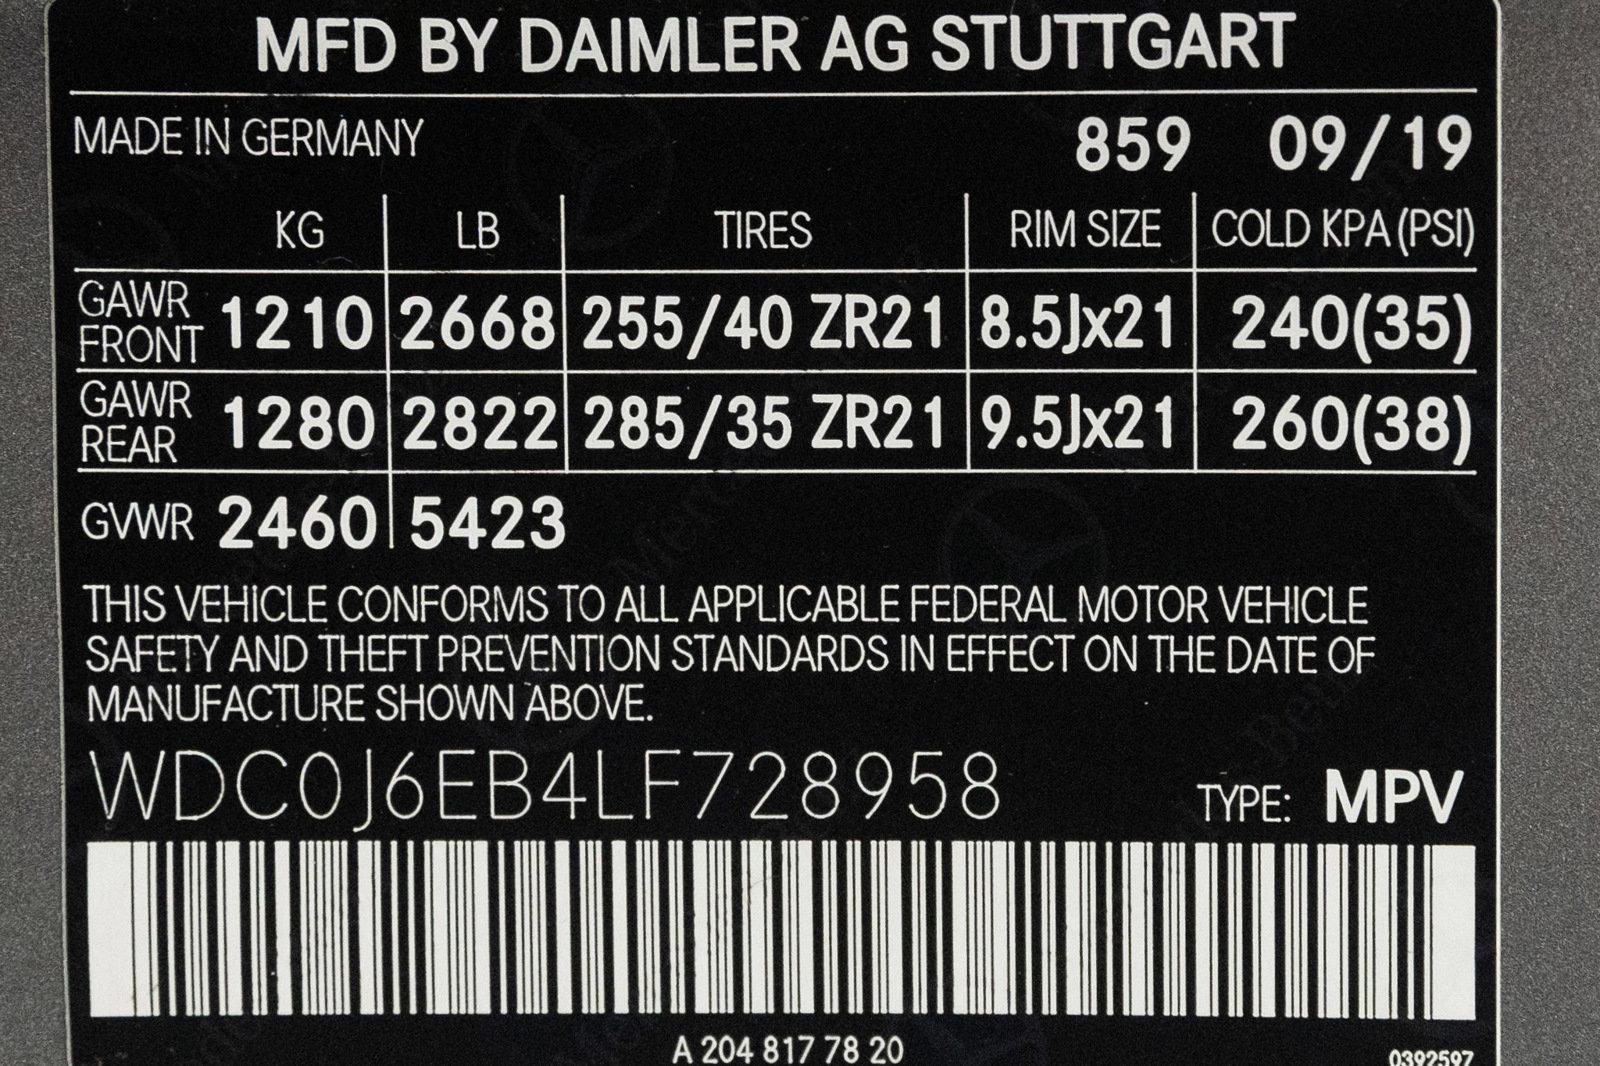 MFD BY DAIMLER AG STUTTGART
MADE IN GERMANY 859 09/19
KG LB TIRES RIM SIZE COLD KPA (PSI)
GAWR FRONT 1210 2668 255/40 ZR21 8.5Jx21 240(35)
GAWR REAR 1280 2822 285/35 ZR21 9.5Jx21 260(38)
GVWR 2460 5423
THIS VEHICLE CONFORMS TO ALL APPLICABLE FEDERAL MOTOR VEHICLE
SAFETY AND THEFT PREVENTION STANDARDS IN EFFECT ON THE DATE OF
MANUFACTURE SHOWN ABOVE.
WDC0J6EB4LF728958 TYPE: MPV
A 204 817 78 20 0392597